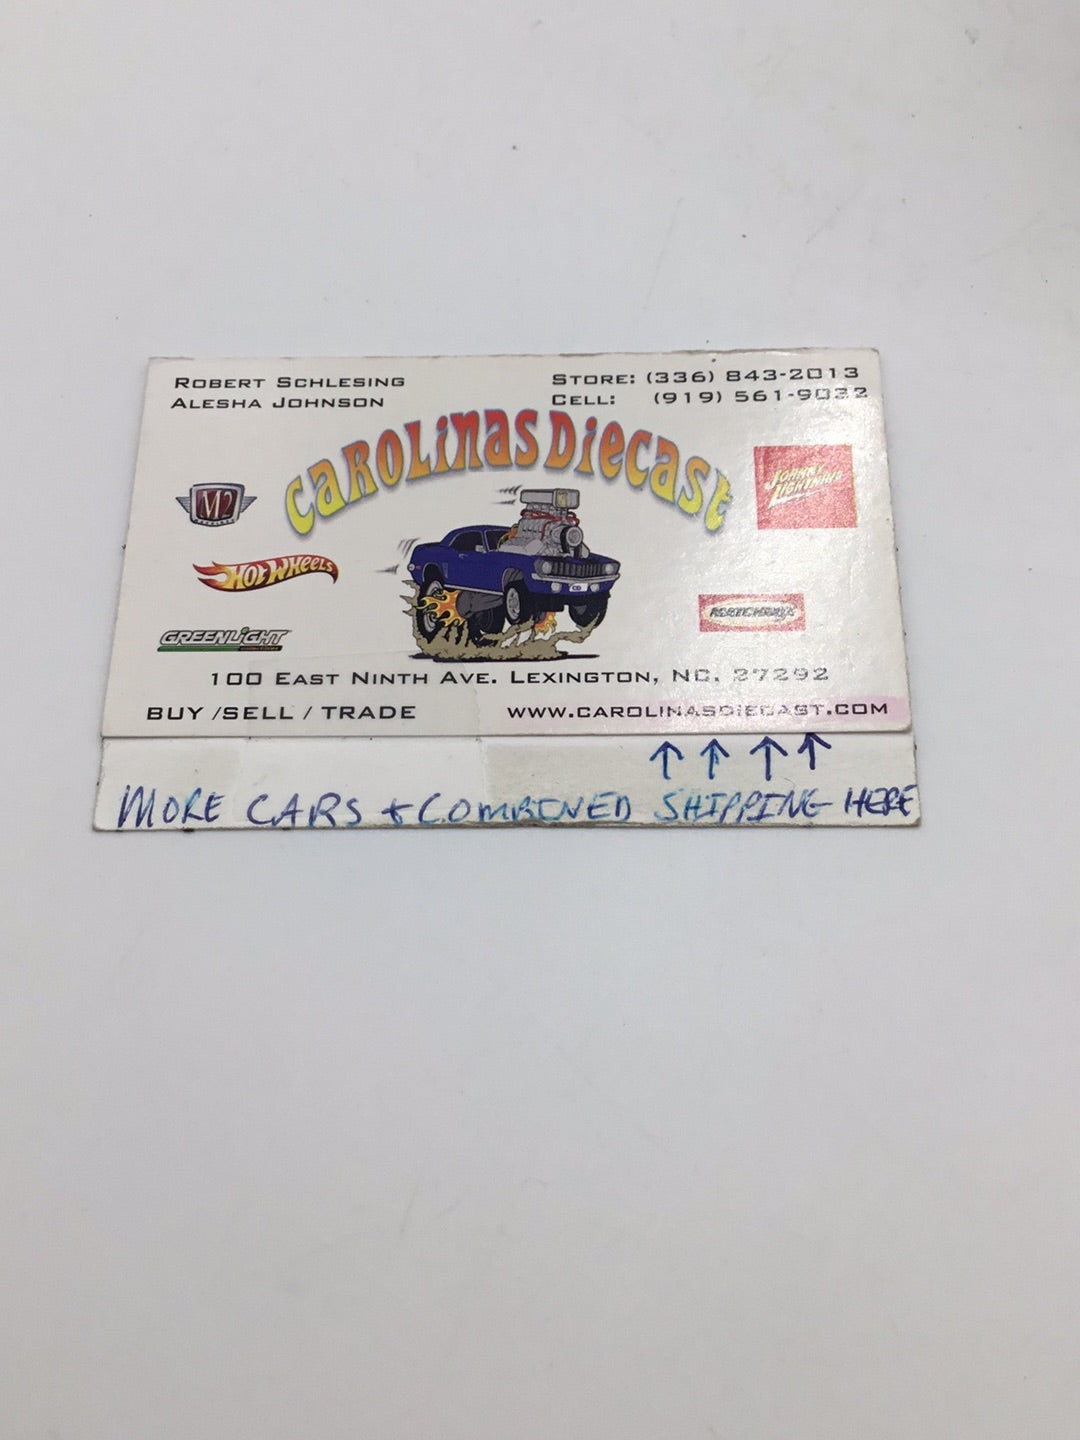 ROBERT SCHLESING
ALESHA JOHNSON
STORE: (336) 843-2013
CELL: (919) 561-9032
CAROLINAS DIECAST
M2
JOHNNY LIGHTNING
HOT WHEELS
MATCHBOX
GREENLIGHT
100 EAST NINTH AVE. LEXINGTON, NC. 27292
BUY /SELL / TRADE
WWW.CAROLINASDIECAST.COM
MORE CARS + COMBINED SHIPPING HERE